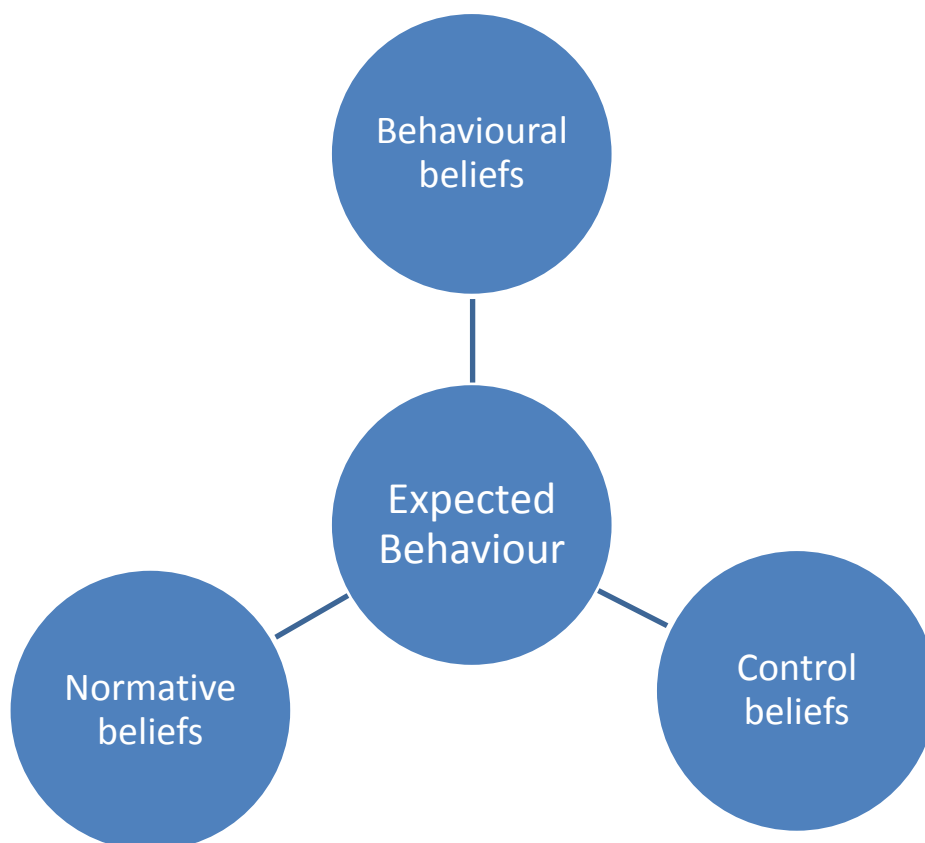 Behavioural
beliefs
Expected
Behaviour
Normative
beliefs
Control
beliefs